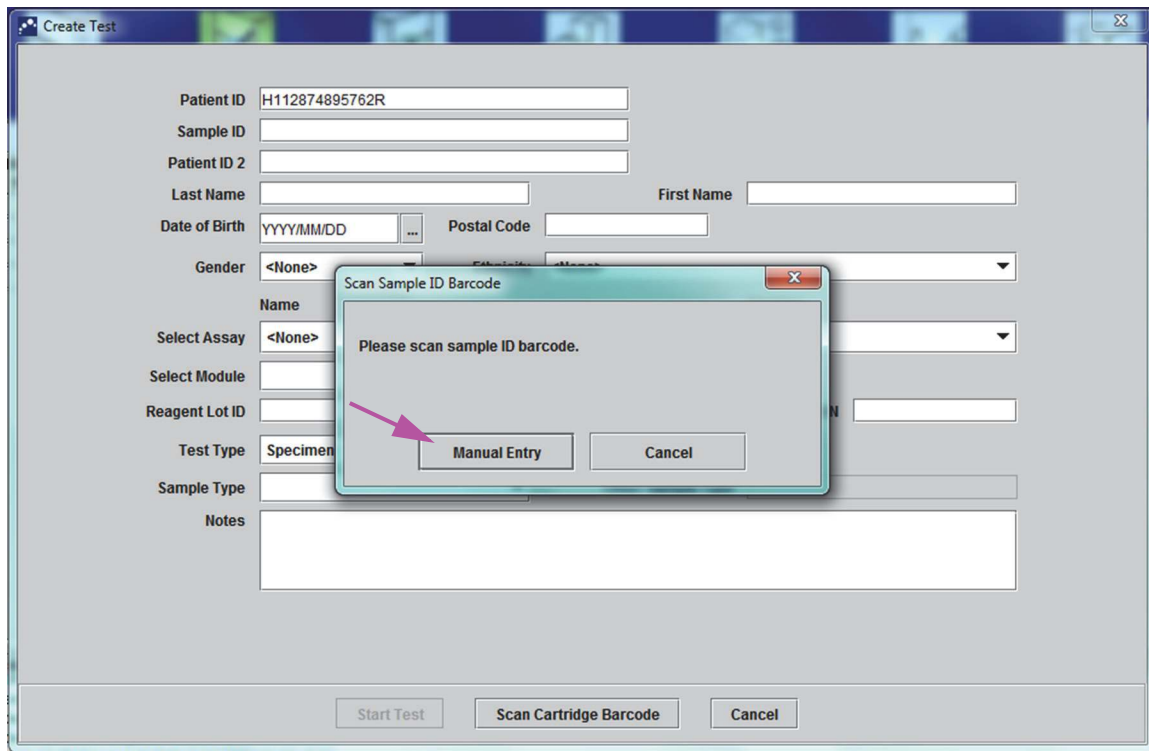 Create Test
Patient ID H112874895762R
Sample ID
Patient ID 2
Last Name First Name
Date of Birth YYYY/MM/DD ... Postal Code
Gender <None> Ethnicity <None>
Scan Sample ID Barcode
Name
Select Assay <None>
Please scan sample ID barcode.
Select Module
Reagent Lot ID N
Test Type Specimen
Manual Entry Cancel
Sample Type
Notes
Start Test Scan Cartridge Barcode Cancel